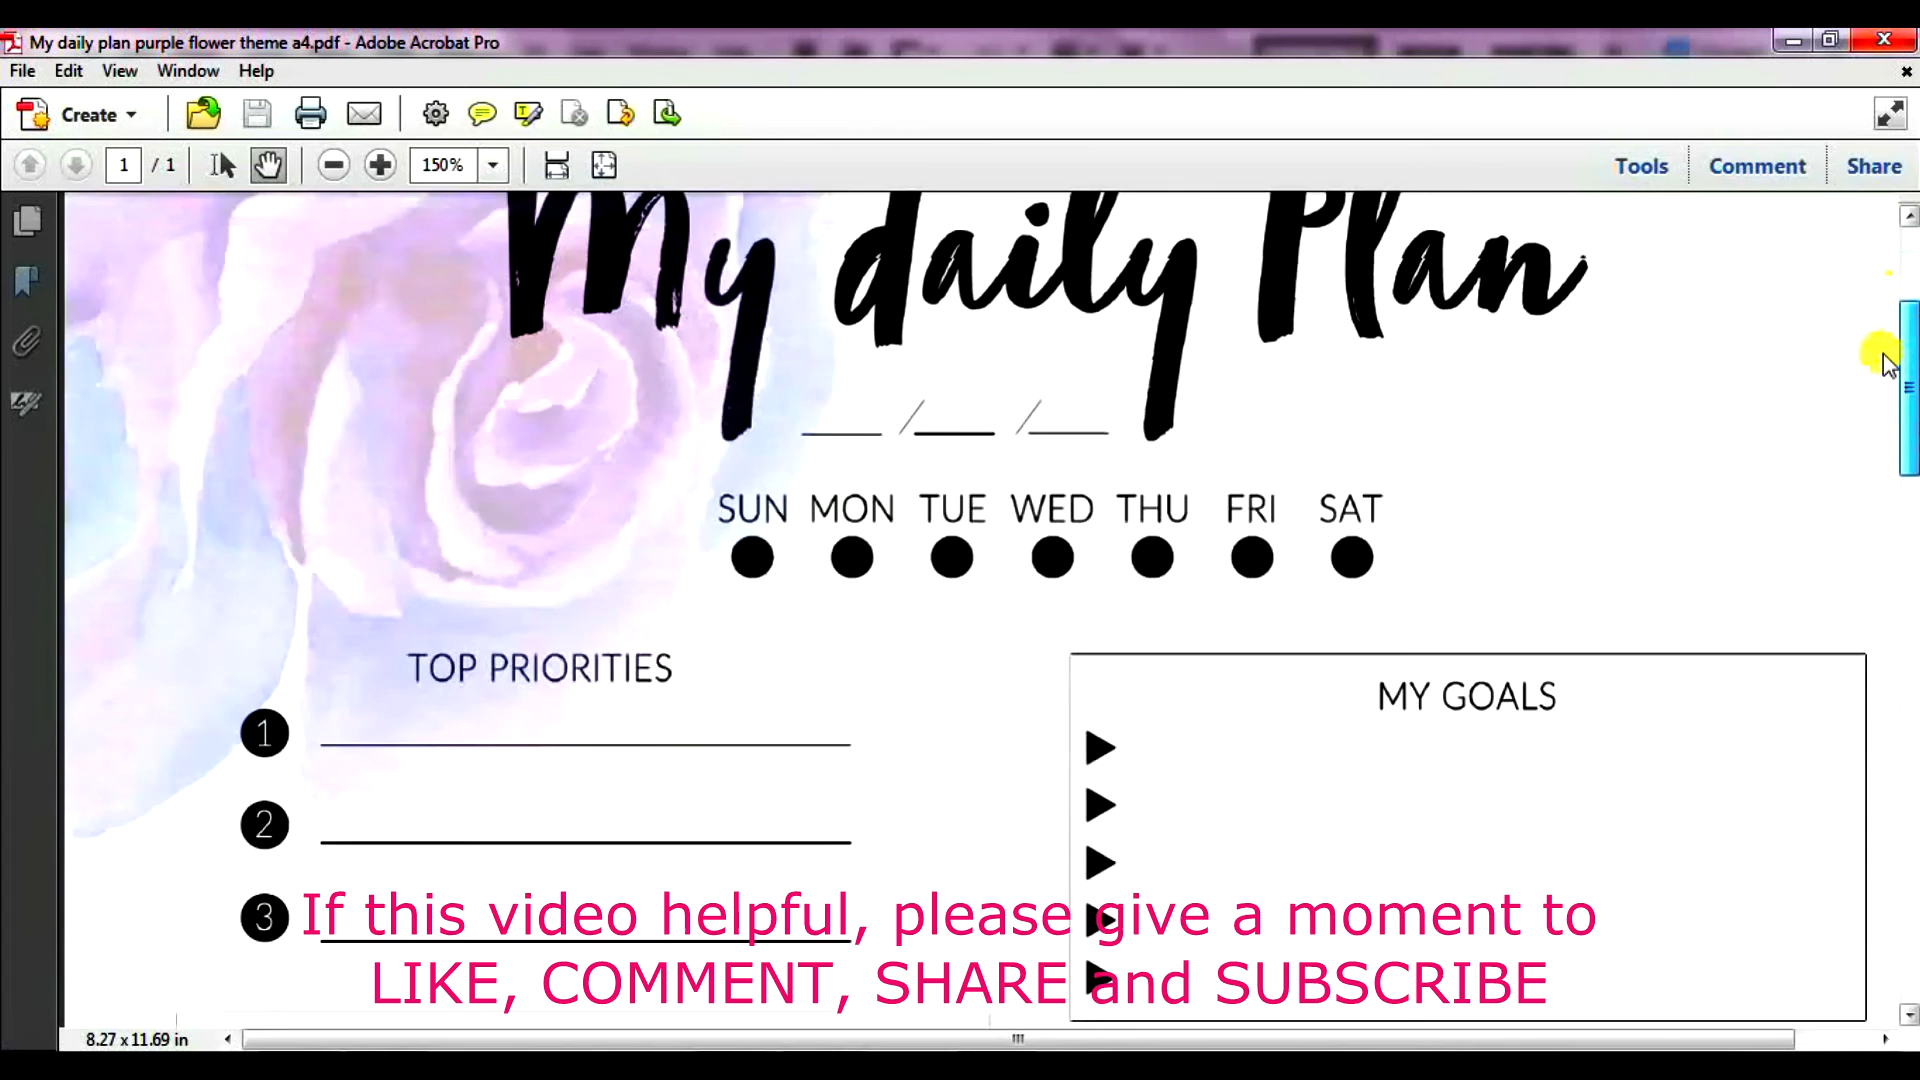 My daily plan purple flower theme a4.pdf - Adobe Acrobat Pro
File Edit View Window Help
Create
1 / 1 150% Tools Comment Share
My daily Plan
___ /___ /___
SUN MON TUE WED THU FRI SAT
TOP PRIORITIES
MY GOALS
1
2
3
If this video helpful, please give a moment to
LIKE, COMMENT, SHARE and SUBSCRIBE
8.27 x 11.69 in